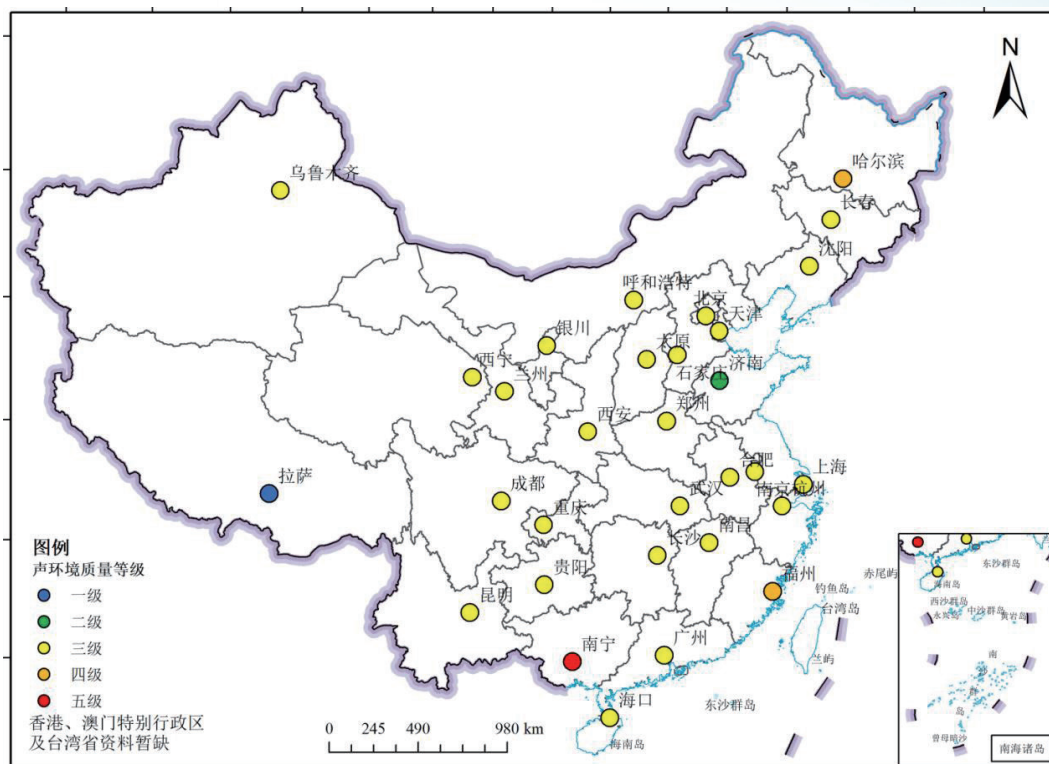 N
哈尔滨
乌鲁木齐
长春
沈阳
呼和浩特
北京
天津
银川
太原
济南
西宁
石家庄
兰州
郑州
西安
合肥
上海
拉萨
成都
武汉
南京
杭州
重庆
南昌
长沙
贵阳
福州
昆明
赤尾屿
钓鱼岛
台湾岛
广州
南宁
兰屿
海口
东沙群岛
海南岛
图例
声环境质量等级
一级
二级
三级
四级
五级
香港、澳门特别行政区
及台湾省资料暂缺
0 245 490 980 km
东沙群岛
海南岛
西沙群岛
中沙群岛
永兴岛
黄岩岛
南
沙
群
岛
曾母暗沙
南海诸岛